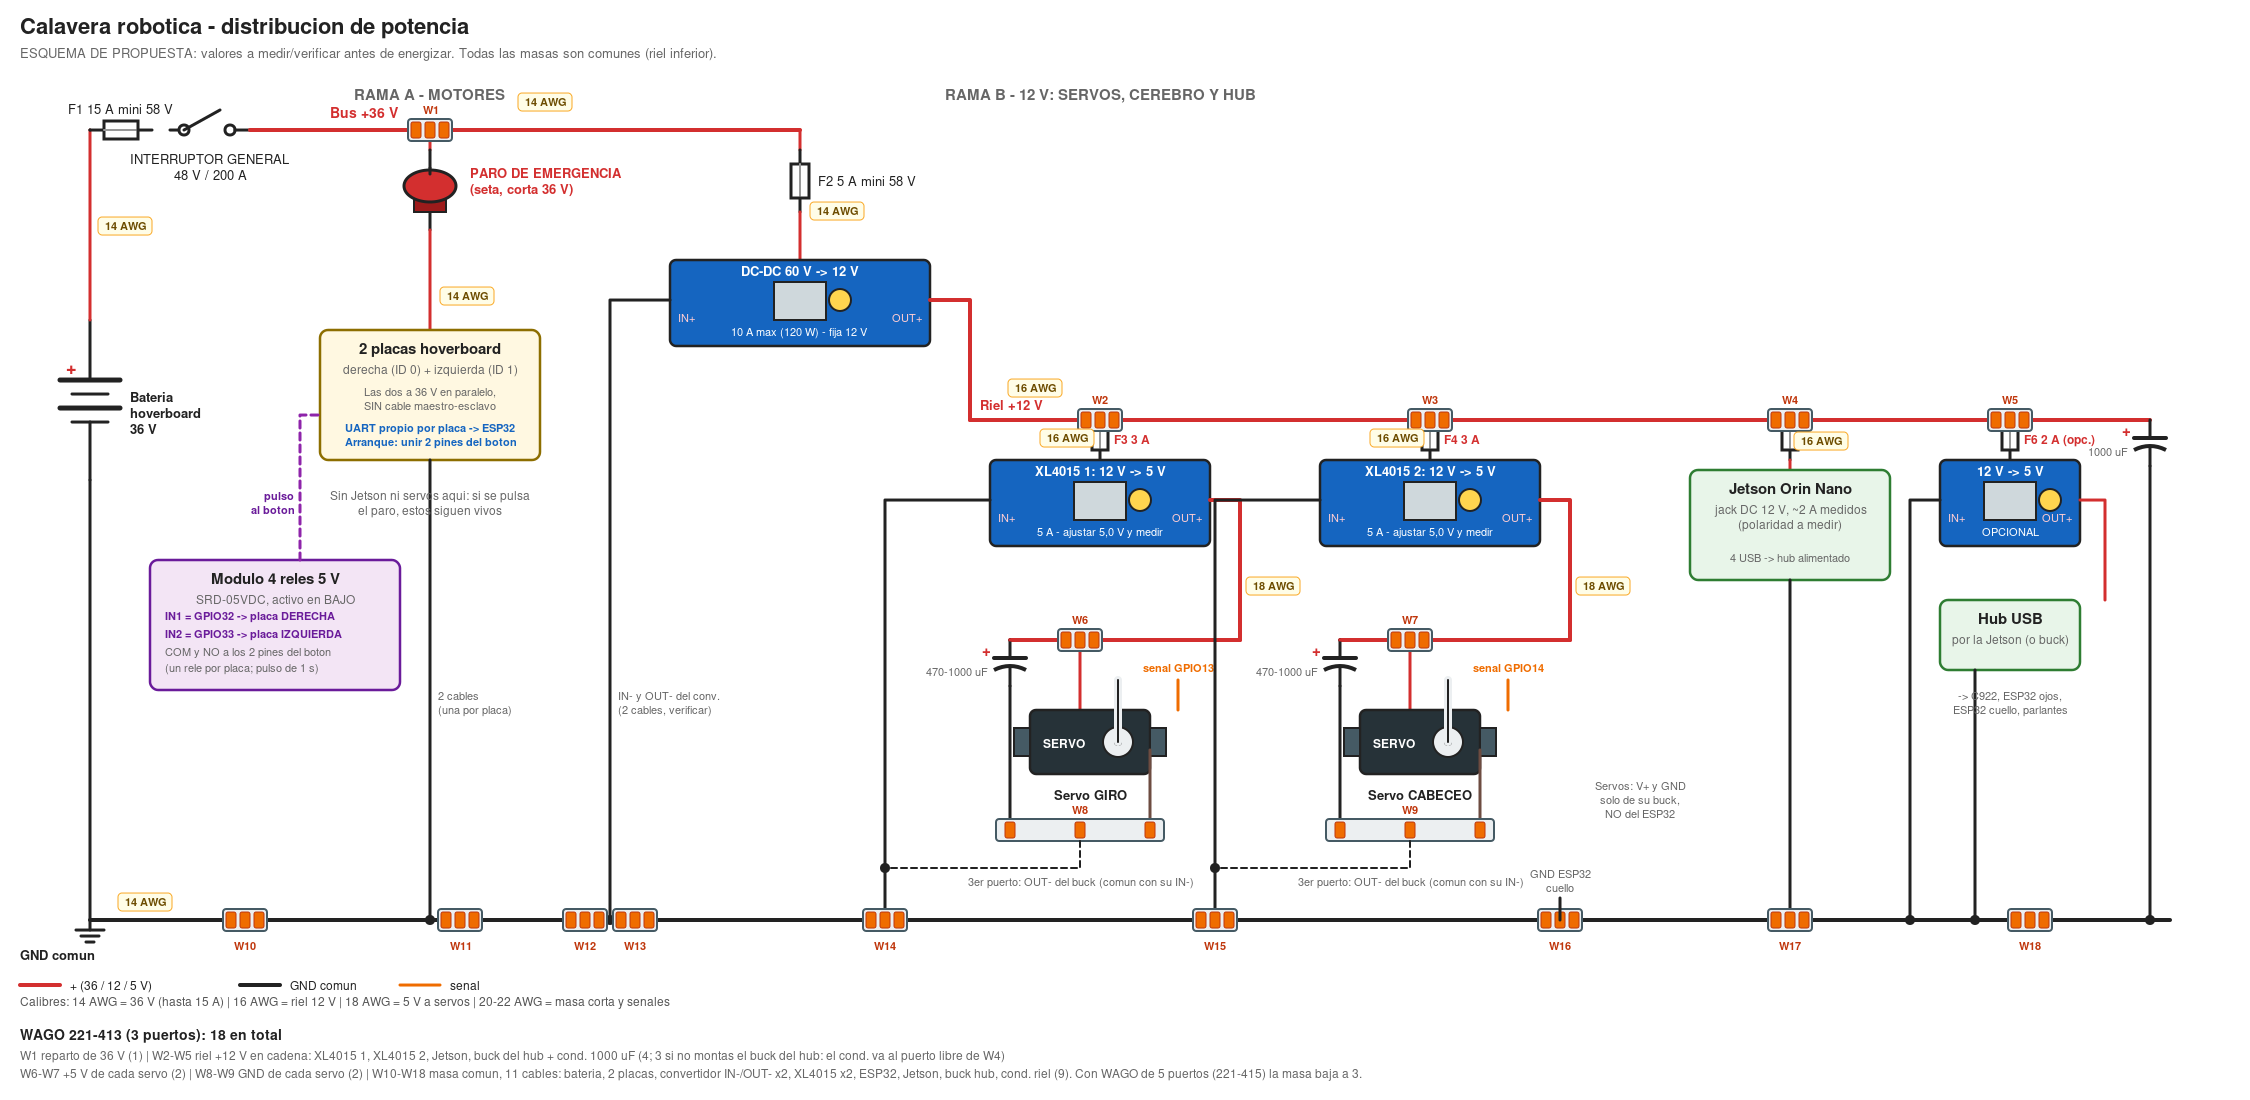 Calavera robotica - distribucion de potencia
ESQUEMA DE PROPUESTA: valores a medir/verificar antes de energizar. Todas las masas son comunes (riel inferior).
RAMA A - MOTORES
RAMA B - 12 V: SERVOS, CEREBRO Y HUB
F1 15 A mini 58 V
Bus +36 V
W1
14 AWG
INTERRUPTOR GENERAL
48 V / 200 A
PARO DE EMERGENCIA
(seta, corta 36 V)
F2 5 A mini 58 V
14 AWG
14 AWG
14 AWG
DC-DC 60 V -> 12 V
IN+
OUT+
10 A max (120 W) - fija 12 V
+
Bateria
hoverboard
36 V
2 placas hoverboard
derecha (ID 0) + izquierda (ID 1)
Las dos a 36 V en paralelo,
SIN cable maestro-esclavo
UART propio por placa -> ESP32
Arranque: unir 2 pines del boton
16 AWG
Riel +12 V
W2
W3
W4
W5
16 AWG
F3 3 A
16 AWG
F4 3 A
16 AWG
F6 2 A (opc.)
+
1000 uF
XL4015 1: 12 V -> 5 V
IN+
OUT+
5 A - ajustar 5,0 V y medir
XL4015 2: 12 V -> 5 V
IN+
OUT+
5 A - ajustar 5,0 V y medir
Jetson Orin Nano
jack DC 12 V, ~2 A medidos
(polaridad a medir)
4 USB -> hub alimentado
12 V -> 5 V
IN+
OUT+
OPCIONAL
pulso
al boton
Sin Jetson ni servos aqui: si se pulsa
el paro, estos siguen vivos
Modulo 4 reles 5 V
SRD-05VDC, activo en BAJO
IN1 = GPIO32 -> placa DERECHA
IN2 = GPIO33 -> placa IZQUIERDA
COM y NO a los 2 pines del boton
(un rele por placa; pulso de 1 s)
18 AWG
18 AWG
Hub USB
por la Jetson (o buck)
W6
W7
+
470-1000 uF
senal GPIO13
+
470-1000 uF
senal GPIO14
2 cables
(una por placa)
IN- y OUT- del conv.
(2 cables, verificar)
-> C922, ESP32 ojos,
ESP32 cuello, parlantes
SERVO
SERVO
Servo GIRO
W8
Servo CABECEO
W9
Servos: V+ y GND
solo de su buck,
NO del ESP32
3er puerto: OUT- del buck (comun con su IN-)
3er puerto: OUT- del buck (comun con su IN-)
GND ESP32
cuello
14 AWG
W10
W11
W12
W13
W14
W15
W16
W17
W18
GND comun
+ (36 / 12 / 5 V)
GND comun
senal
Calibres: 14 AWG = 36 V (hasta 15 A) | 16 AWG = riel 12 V | 18 AWG = 5 V a servos | 20-22 AWG = masa corta y senales
WAGO 221-413 (3 puertos): 18 en total
W1 reparto de 36 V (1) | W2-W5 riel +12 V en cadena: XL4015 1, XL4015 2, Jetson, buck del hub + cond. 1000 uF (4; 3 si no montas el buck del hub: el cond. va al puerto libre de W4)
W6-W7 +5 V de cada servo (2) | W8-W9 GND de cada servo (2) | W10-W18 masa comun, 11 cables: bateria, 2 placas, convertidor IN-/OUT- x2, XL4015 x2, ESP32, Jetson, buck hub, cond. riel (9). Con WAGO de 5 puertos (221-415) la masa baja a 3.